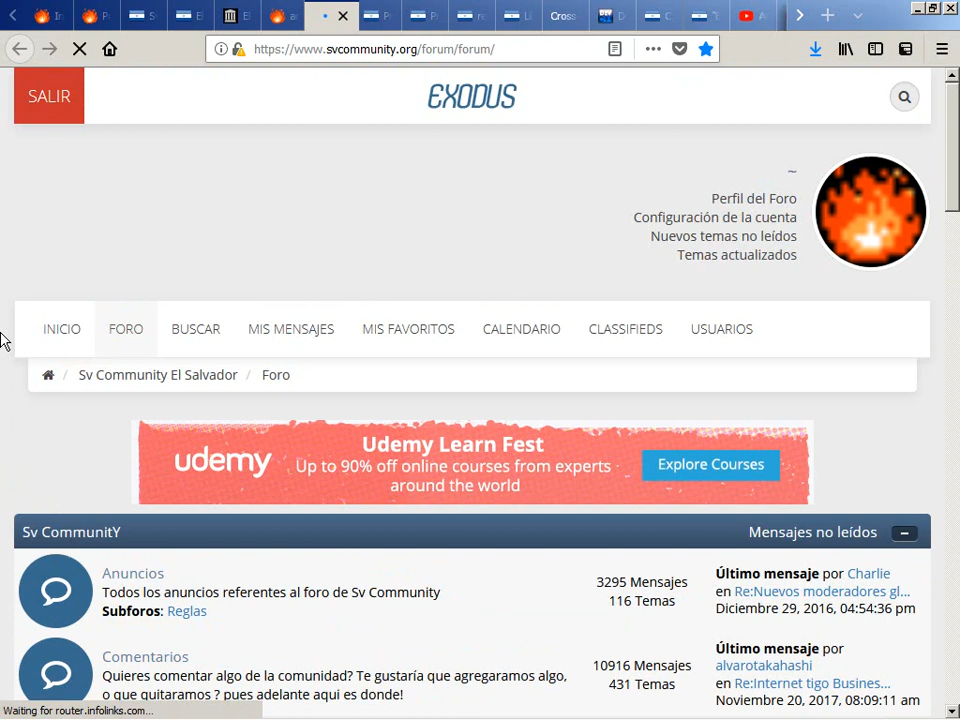 https://www.svcommunity.org/forum/forum/
SALIR
EXODUS
~
Perfil del Foro
Configuración de la cuenta
Nuevos temas no leídos
Temas actualizados
INICIO FORO BUSCAR MIS MENSAJES MIS FAVORITOS CALENDARIO CLASSIFIEDS USUARIOS
/ Sv Community El Salvador / Foro
udemy
Udemy Learn Fest
Up to 90% off online courses from experts
around the world
Explore Courses
Sv CommunitY
Mensajes no leídos
Anuncios
Todos los anuncios referentes al foro de Sv Community
Subforos: Reglas
3295 Mensajes
116 Temas
Último mensaje por Charlie
en Re:Nuevos moderadores gl...
Diciembre 29, 2016, 04:54:36 pm
Comentarios
Quieres comentar algo de la comunidad? Te gustaría que agregaramos algo,
o que quitaramos ? pues adelante aqui es donde!
10916 Mensajes
431 Temas
Último mensaje por
alvarotakahashi
en Re:Internet tigo Busines...
Noviembre 20, 2017, 08:09:11 am
Waiting for router.infolinks.com...